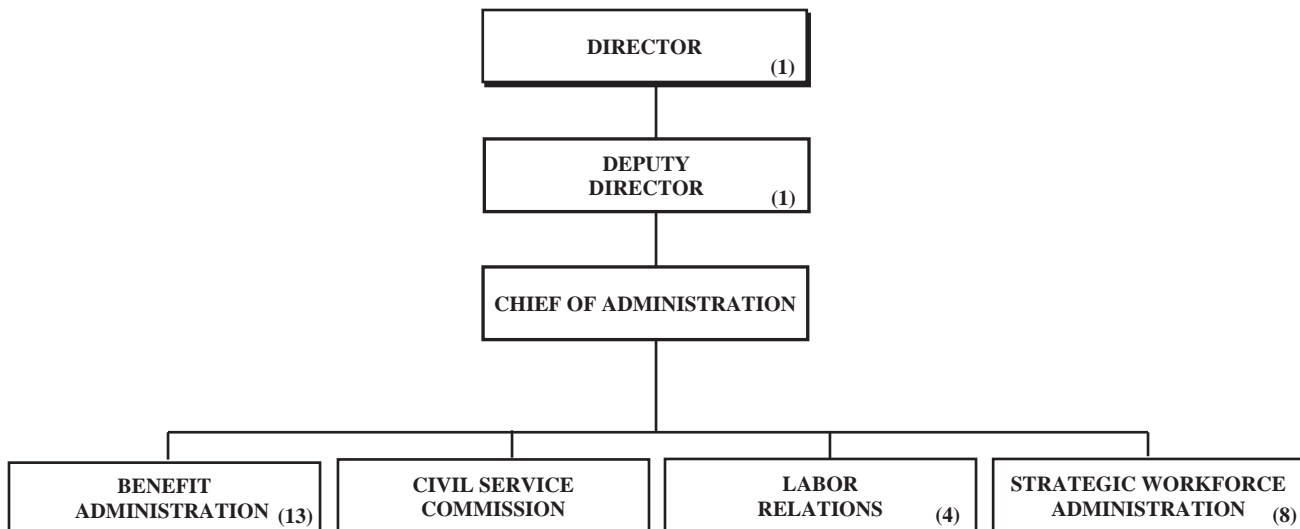 DIRECTOR
(1)
DEPUTY
DIRECTOR
(1)
CHIEF OF ADMINISTRATION
BENEFIT
ADMINISTRATION (13)
CIVIL SERVICE
COMMISSION
LABOR
RELATIONS (4)
STRATEGIC WORKFORCE
ADMINISTRATION (8)